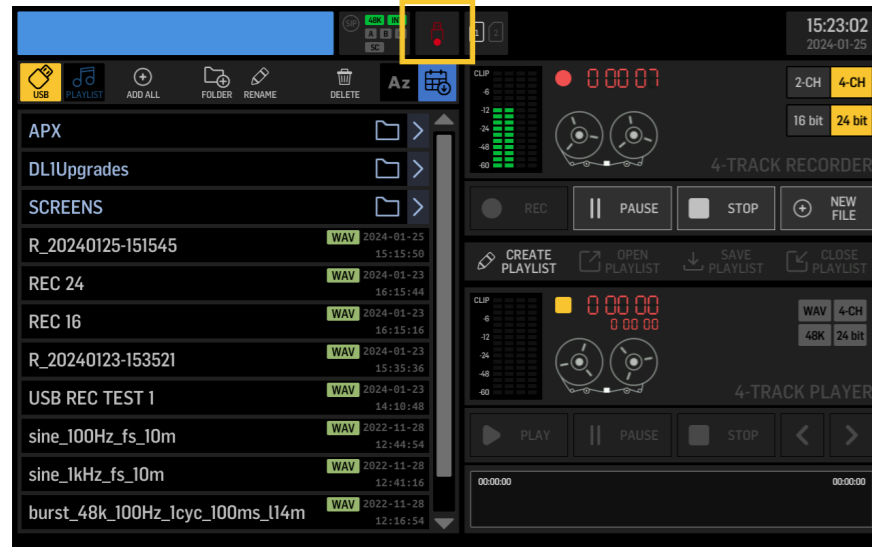 SIP 48K INT
A B C
SC
1 2
15:23:02
2024-01-25
USB
PLAYLIST
ADD ALL
FOLDER
RENAME
DELETE
Az
APX
DL1Upgrades
SCREENS
R_20240125-151545 WAV 2024-01-25
15:15:50
REC 24 WAV 2024-01-23
16:15:44
REC 16 WAV 2024-01-23
16:15:16
R_20240123-153521 WAV 2024-01-23
15:35:36
USB REC TEST 1 WAV 2024-01-23
14:10:48
sine_100Hz_fs_10m WAV 2022-11-28
12:44:54
sine_1kHz_fs_10m WAV 2022-11-28
12:41:16
burst_48k_100Hz_1cyc_100ms_l14m WAV 2022-11-28
12:16:54
CLIP
-6
-12
-24
-48
-60
0 00 07
2-CH 4-CH
16 bit 24 bit
4-TRACK RECORDER
REC
PAUSE
STOP
NEW
FILE
CREATE
PLAYLIST
OPEN
PLAYLIST
SAVE
PLAYLIST
CLOSE
PLAYLIST
CLIP
-6
-12
-24
-48
-60
0 00 00
0 00 00
WAV 4-CH
48K 24 bit
4-TRACK PLAYER
PLAY
PAUSE
STOP
00:00:00 00:00:00